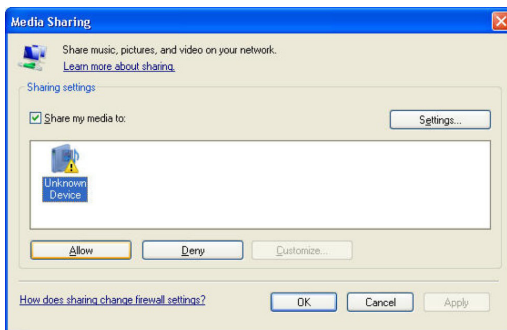 Media Sharing
Share music, pictures, and video on your network.
Learn more about sharing.
Sharing settings
Share my media to:
Settings...
Unknown
Device
Allow
Deny
Customize...
How does sharing change firewall settings?
OK
Cancel
Apply